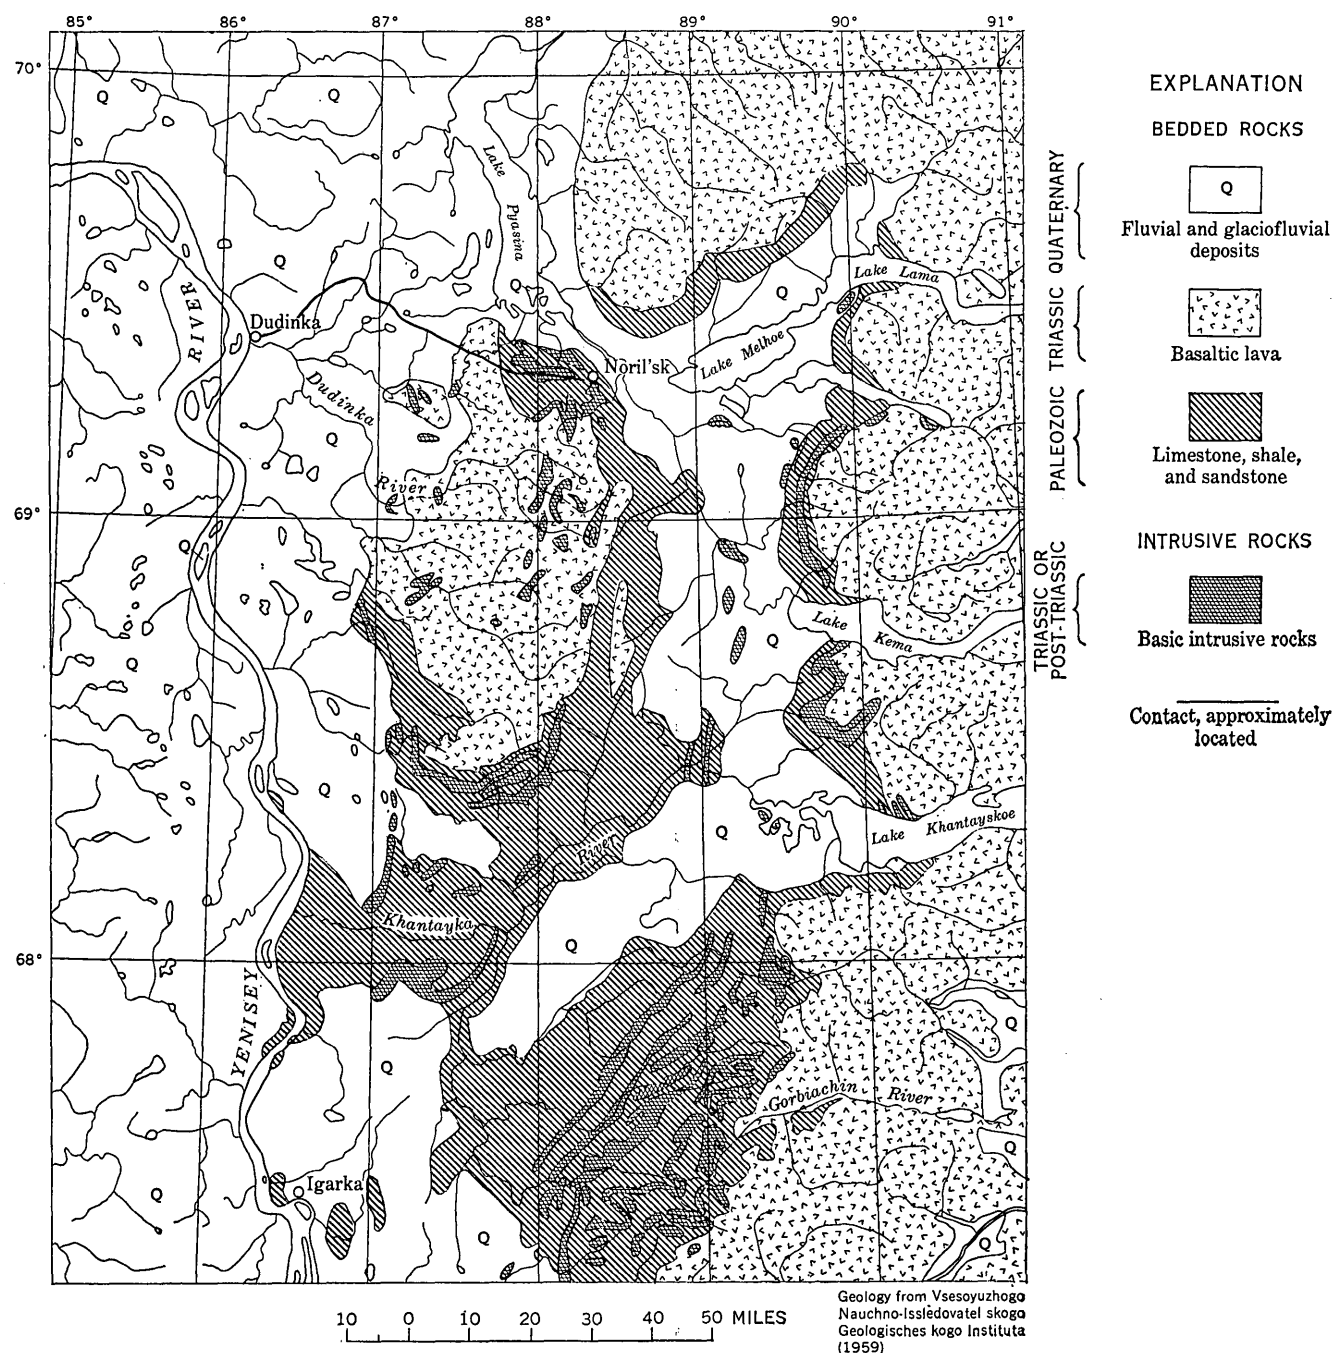 85° 86° 87° 88° 89° 90° 91°
70°
69°
68°
Q
Q
Lake
Pyasina
Q
Q
RIVER
Dudinka
Q
Lake Lama
Noril'sk
Lake Melhoe
Dudinka
Q
River
Lake
Kema
Q
Q
Q
Q
Lake Khantayskoe
River
Khantayka
Q
YENISEY
Q
Q
Gorbiachin River
Q
Igarka
Q
Q
Q
10 0 10 20 30 40 50 MILES
EXPLANATION
BEDDED ROCKS
QUATERNARY
Q
Fluvial and glaciofluvial
deposits
TRIASSIC
Basaltic lava
PALEOZOIC
Limestone, shale,
and sandstone
INTRUSIVE ROCKS
TRIASSIC OR
POST-TRIASSIC
Basic intrusive rocks
Contact, approximately
located
Geology from Vsesoyuzhogo
Nauchno-Issledovatel skogo
Geologisches kogo Instituta
(1959)